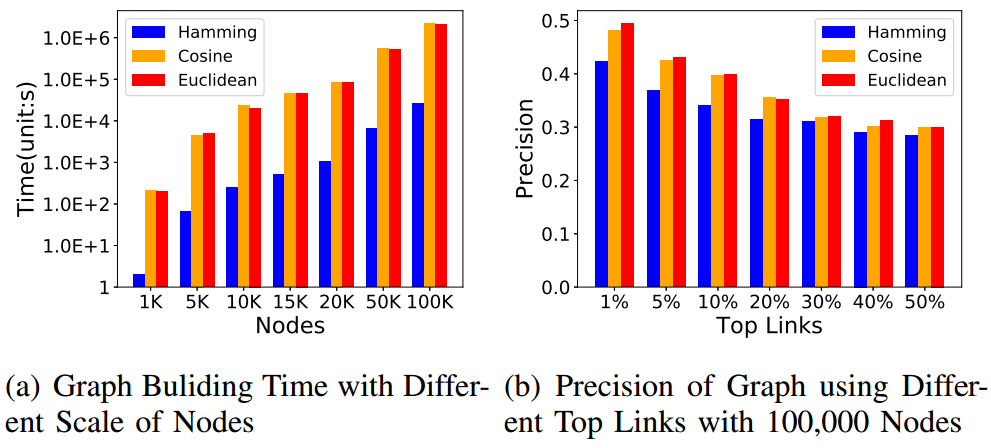 Time(unit:s)
1.0E+6
1.0E+5
1.0E+4
1.0E+3
1.0E+2
1.0E+1
1
Hamming
Cosine
Euclidean
1K 5K 10K 15K 20K 50K 100K
Nodes
(a) Graph Buliding Time with Differ-
ent Scale of Nodes
Precision
0.5
0.4
0.3
0.2
0.1
0.0
Hamming
Cosine
Euclidean
1% 5% 10% 20% 30% 40% 50%
Top Links
(b) Precision of Graph using Differ-
ent Top Links with 100,000 Nodes